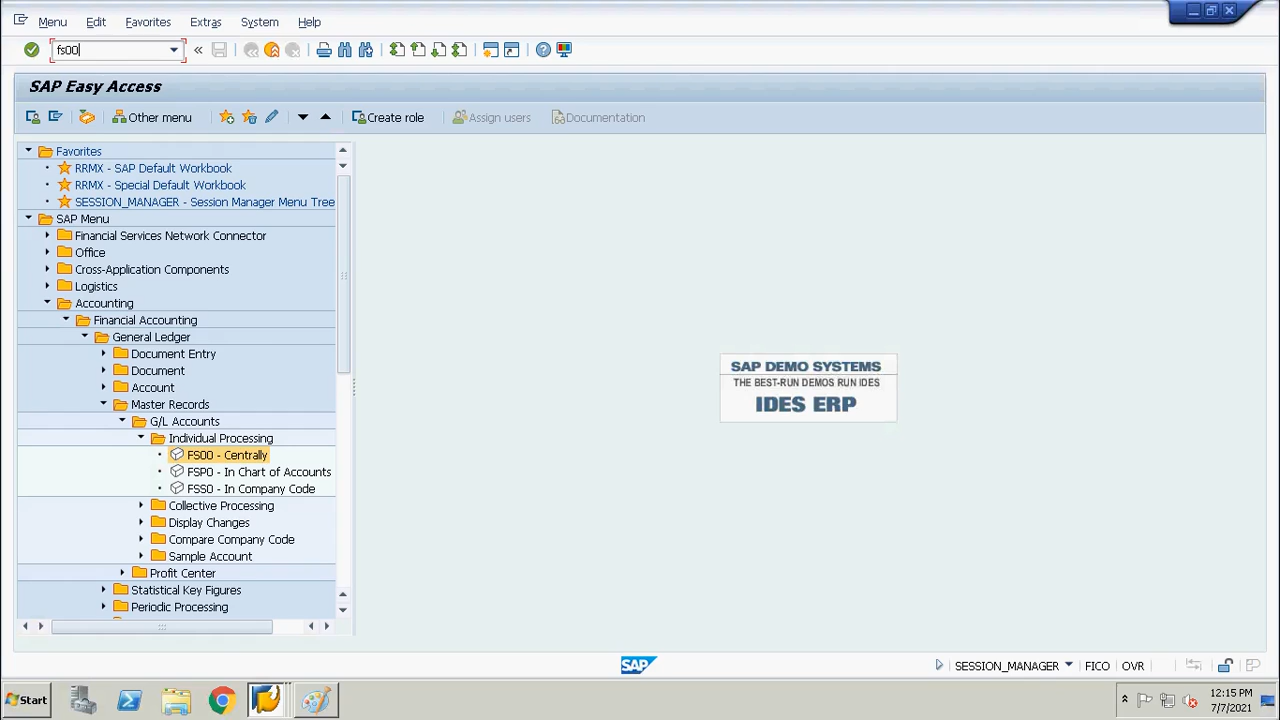 Menu Edit Favorites Extras System Help
fs00
SAP Easy Access
Other menu Create role Assign users Documentation
Favorites
RRMX - SAP Default Workbook
RRMX - Special Default Workbook
SESSION_MANAGER - Session Manager Menu Tree
SAP Menu
Financial Services Network Connector
Office
Cross-Application Components
Logistics
Accounting
Financial Accounting
General Ledger
Document Entry
Document
Account
Master Records
G/L Accounts
Individual Processing
FS00 - Centrally
FSP0 - In Chart of Accounts
FSS0 - In Company Code
Collective Processing
Display Changes
Compare Company Code
Sample Account
Profit Center
Statistical Key Figures
Periodic Processing
SAP DEMO SYSTEMS
THE BEST-RUN DEMOS RUN IDES
IDES ERP
SAP
SESSION_MANAGER FICO OVR
Start
12:15 PM
7/7/2021